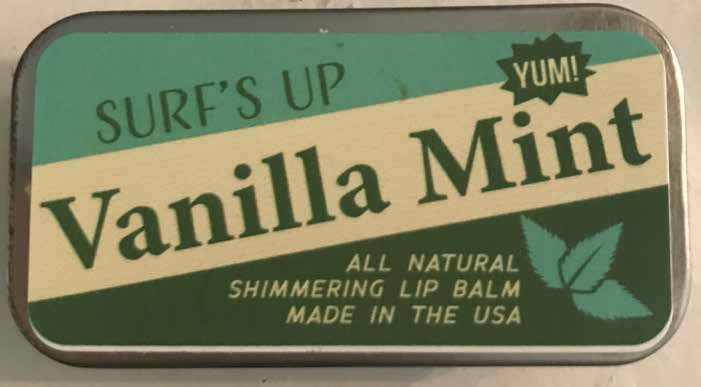 SURF'S UP
YUM!
Vanilla Mint
ALL NATURAL
SHIMMERING LIP BALM
MADE IN THE USA